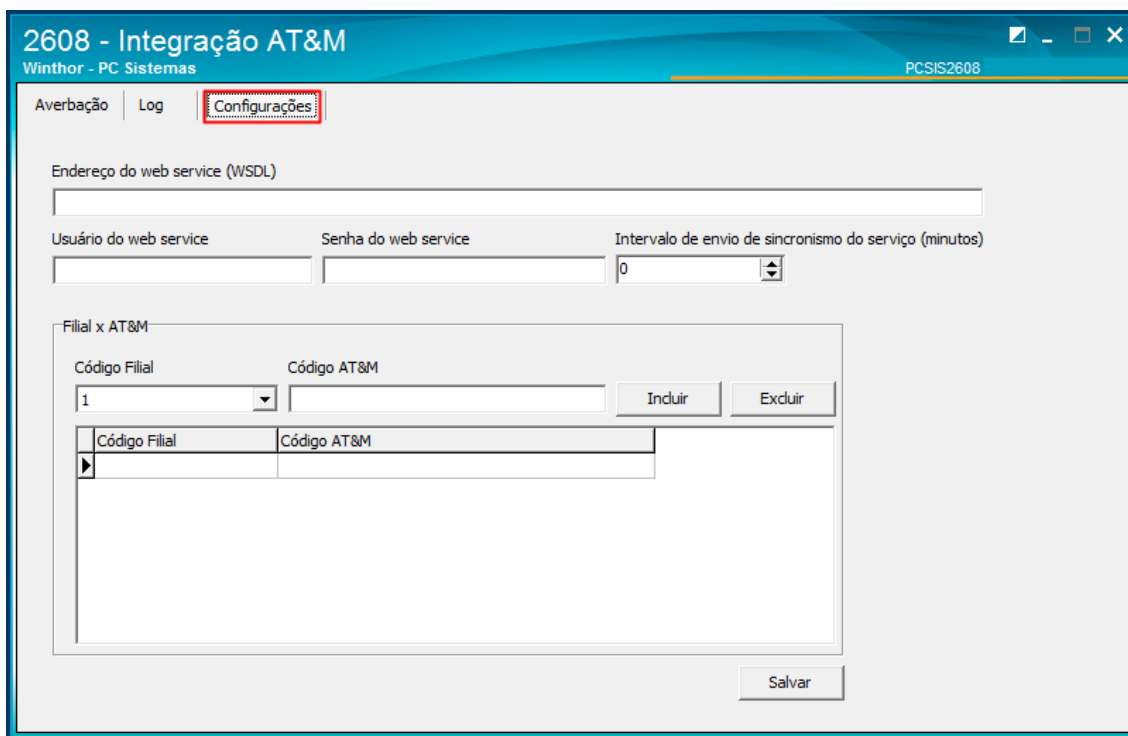 2608 - Integração AT&M
Winthor - PC Sistemas
PCSIS2608
Averbação Log Configurações
Endereço do web service (WSDL)
Usuário do web service Senha do web service Intervalo de envio de sincronismo do serviço (minutos)
0
Filial x AT&M
Código Filial Código AT&M
1 Incluir Excluir
Código Filial Código AT&M
Salvar